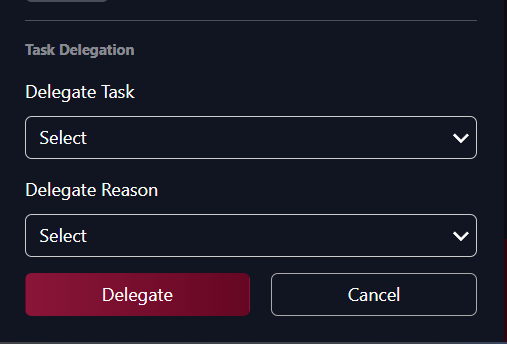 Task Delegation
Delegate Task
Select
Delegate Reason
Select
Delegate
Cancel